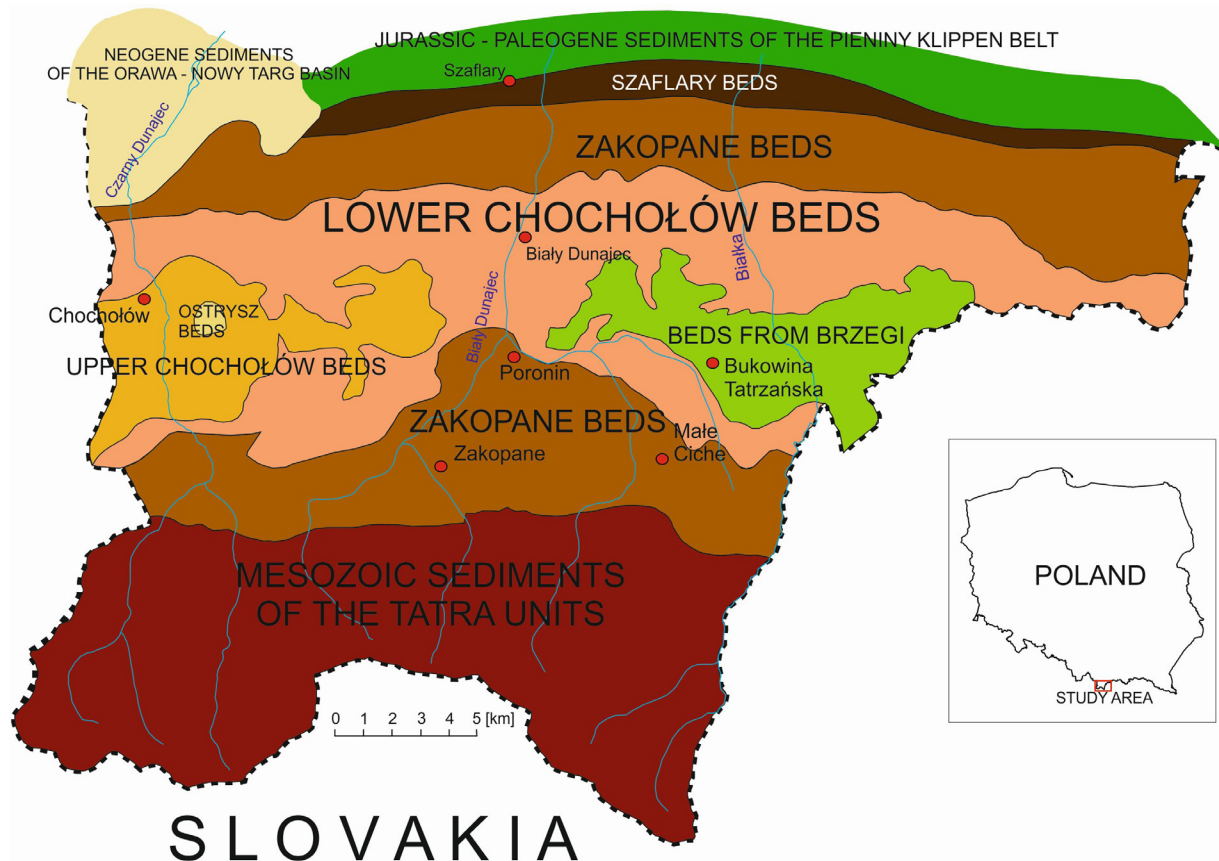 NEOGENE SEDIMENTS
OF THE ORAWA - NOWY TARG BASIN
JURASSIC - PALEOGENE SEDIMENTS OF THE PIENINY KLIPPEN BELT
Szaflary
SZAFLARY BEDS
Czarny Dunajec
ZAKOPANE BEDS
LOWER CHOCHOŁÓW BEDS
Biały Dunajec
Białka
Chochołów
OSTRYSZ
BEDS
Biały Dunajec
BEDS FROM BRZEGI
UPPER CHOCHOŁÓW BEDS
Poronin
Bukowina
Tatrzańska
ZAKOPANE BEDS
Małe
Ciche
Zakopane
MESOZOIC SEDIMENTS
OF THE TATRA UNITS
POLAND
STUDY AREA
0 1 2 3 4 5 [km]
SLOVAKIA